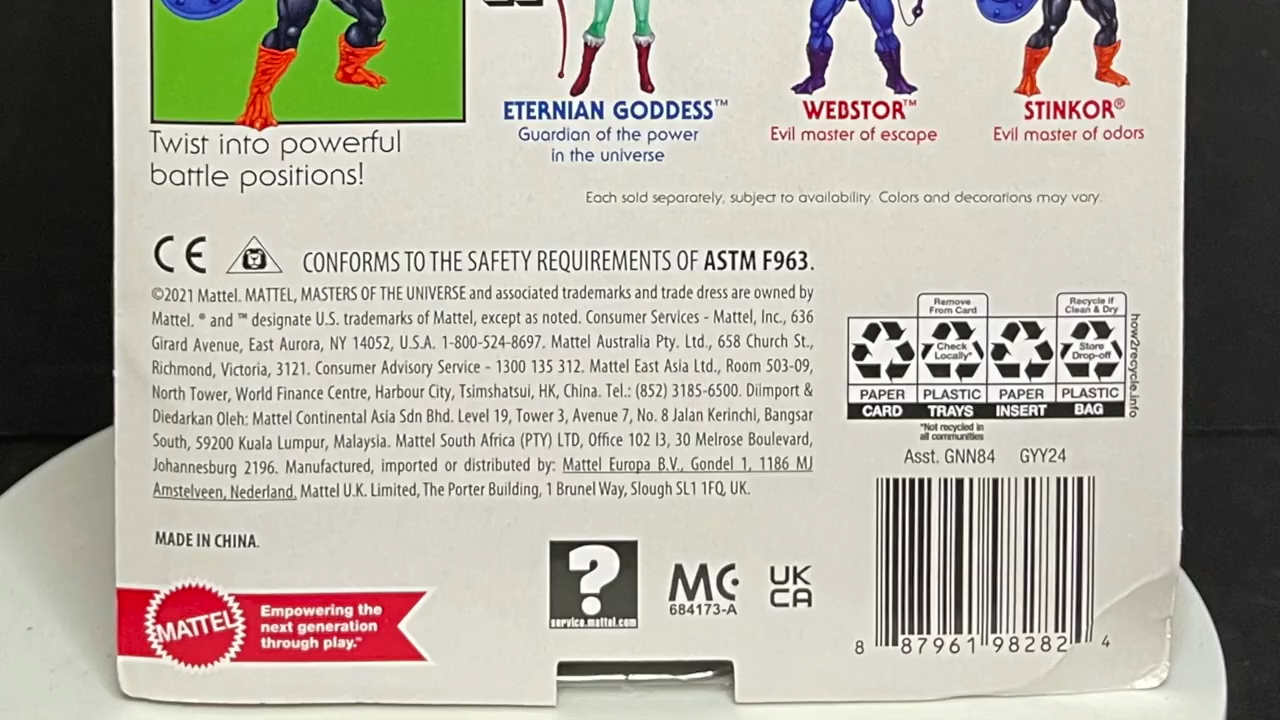 ETERNIAN GODDESS™
Guardian of the power
in the universe
WEBSTOR™
Evil master of escape
STINKOR®
Evil master of odors
Twist into powerful
battle positions!
Each sold separately, subject to availability. Colors and decorations may vary.
CE CONFORMS TO THE SAFETY REQUIREMENTS OF ASTM F963.
©2021 Mattel. MATTEL, MASTERS OF THE UNIVERSE and associated trademarks and trade dress are owned by
Mattel. ® and ™ designate U.S. trademarks of Mattel, except as noted. Consumer Services - Mattel, Inc., 636
Girard Avenue, East Aurora, NY 14052, U.S.A. 1-800-524-8697. Mattel Australia Pty. Ltd., 658 Church St.,
Richmond, Victoria, 3121. Consumer Advisory Service - 1300 135 312. Mattel East Asia Ltd., Room 503-09,
North Tower, World Finance Centre, Harbour City, Tsimshatsui, HK, China. Tel.: (852) 3185-6500. Diimport &
Diedarkan Oleh: Mattel Continental Asia Sdn Bhd. Level 19, Tower 3, Avenue 7, No. 8 Jalan Kerinchi, Bangsar
South, 59200 Kuala Lumpur, Malaysia. Mattel South Africa (PTY) LTD, Office 102 I3, 30 Melrose Boulevard,
Johannesburg 2196. Manufactured, imported or distributed by: Mattel Europa B.V., Gondel 1, 1186 MJ
Amstelveen, Nederland. Mattel U.K. Limited, The Porter Building, 1 Brunel Way, Slough SL1 1FQ, UK.
MADE IN CHINA.
MATTEL
Empowering the
next generation
through play.™
?
service.mattel.com
MC
684173-A
UK
CA
Remove
From Card
Recycle if
Clean & Dry
Check
Locally*
Store
Drop-off
PAPER PLASTIC PAPER PLASTIC
CARD TRAYS INSERT BAG
*Not recycled in
all communities
how2recycle.info
Asst. GNN84 GYY24
8 87961 98282 4